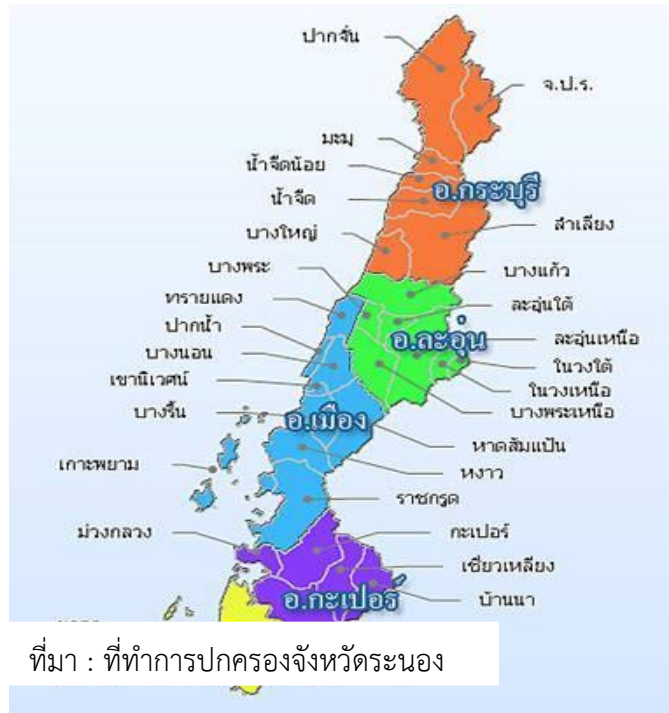 ปากจั่น
จ.ป.ร.
มะมุ
น้ำจืดน้อย
อ.กระบุรี
น้ำจืด
ลำเลียง
บางใหญ่
บางพระ
บางแก้ว
ทรายแดง
ละอุ่นใต้
ปากน้ำ
อ.ละอุ่น
ละอุ่นเหนือ
บางนอน
ในวงใต้
เขานิเวศน์
ในวงเหนือ
บางริ้น
บางพระเหนือ
อ.เมือง
หาดส้มแป้น
เกาะพยาม
หงาว
ราชกรูด
ม่วงกลวง
กะเปอร์
เชี่ยวเหลียง
บ้านนา
อ.กะเปอร์
ที่มา : ที่ทำการปกครองจังหวัดระนอง